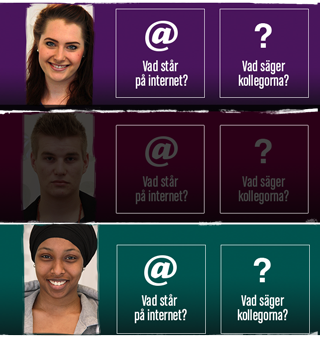 @ ?
Vad står Vad säger
på internet? kollegorna?
@ ?
Vad står Vad säger
på internet? kollegorna?
@ ?
Vad står Vad säger
på internet? kollegorna?